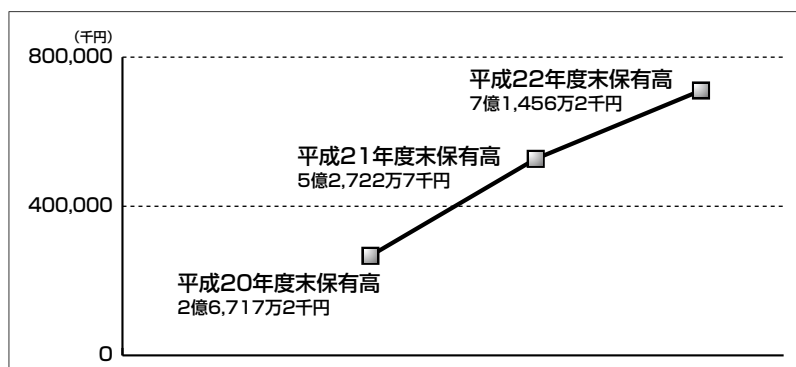 （千円）
800,000
平成22年度末保有高
7億1,456万2千円
平成21年度末保有高
5億2,722万7千円
400,000
平成20年度末保有高
2億6,717万2千円
0